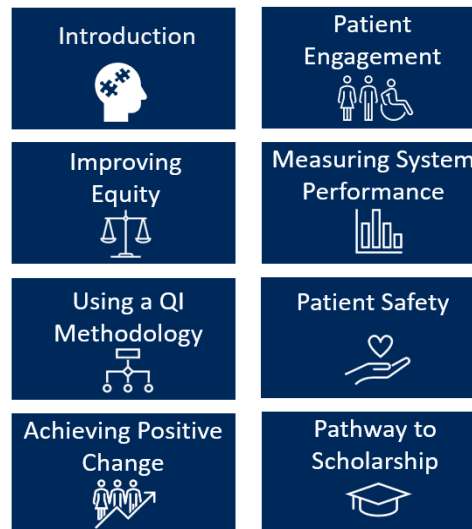 Introduction
Patient
Engagement
Improving
Equity
Measuring System
Performance
Using a QI
Methodology
Patient Safety
Achieving Positive
Change
Pathway to
Scholarship